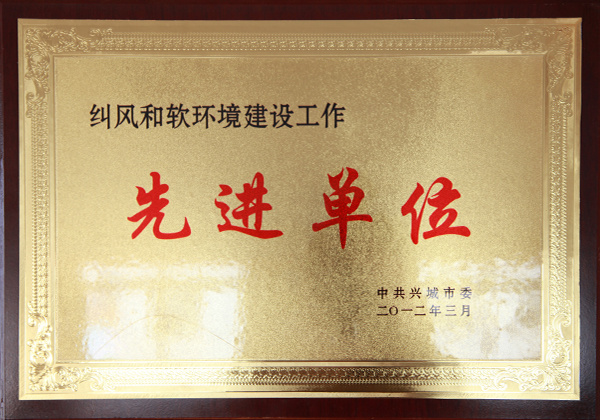 纠风和软环境建设工作
先进单位
中共兴城市委
二〇一二年三月